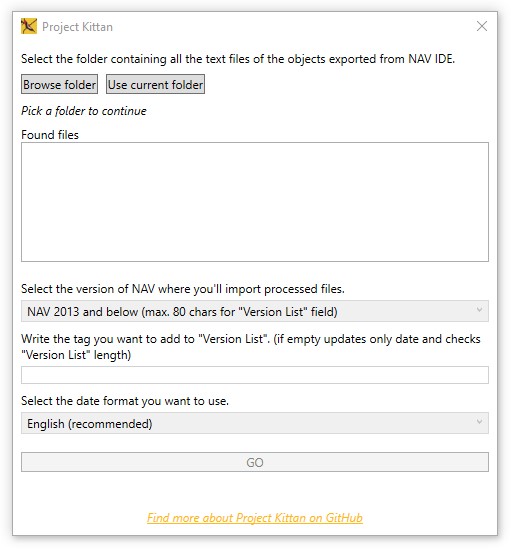 Project Kittan
Select the folder containing all the text files of the objects exported from NAV IDE.
Browse folder Use current folder
Pick a folder to continue
Found files
Select the version of NAV where you'll import processed files.
NAV 2013 and below (max. 80 chars for "Version List" field)
Write the tag you want to add to "Version List". (if empty updates only date and checks
"Version List" length)
Select the date format you want to use.
English (recommended)
GO
Find more about Project Kittan on GitHub